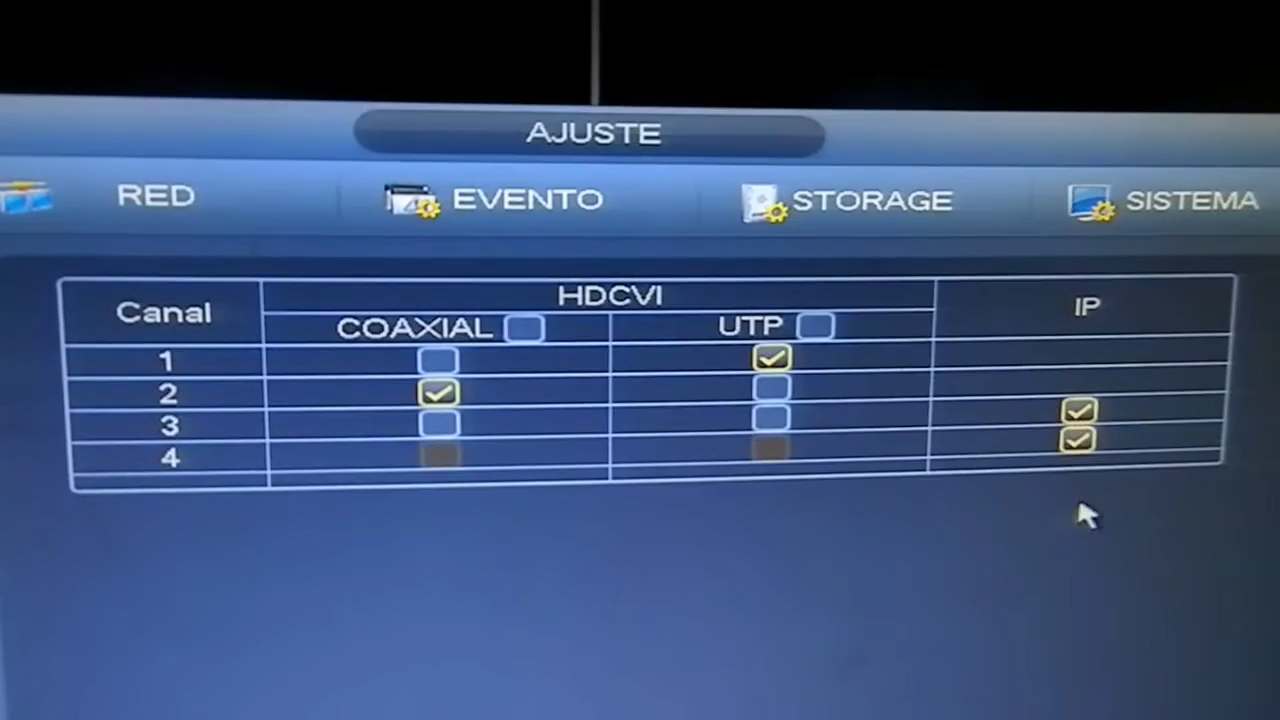 AJUSTE
RED EVENTO STORAGE SISTEMA
Canal HDCVI IP
COAXIAL UTP
1
2
3
4